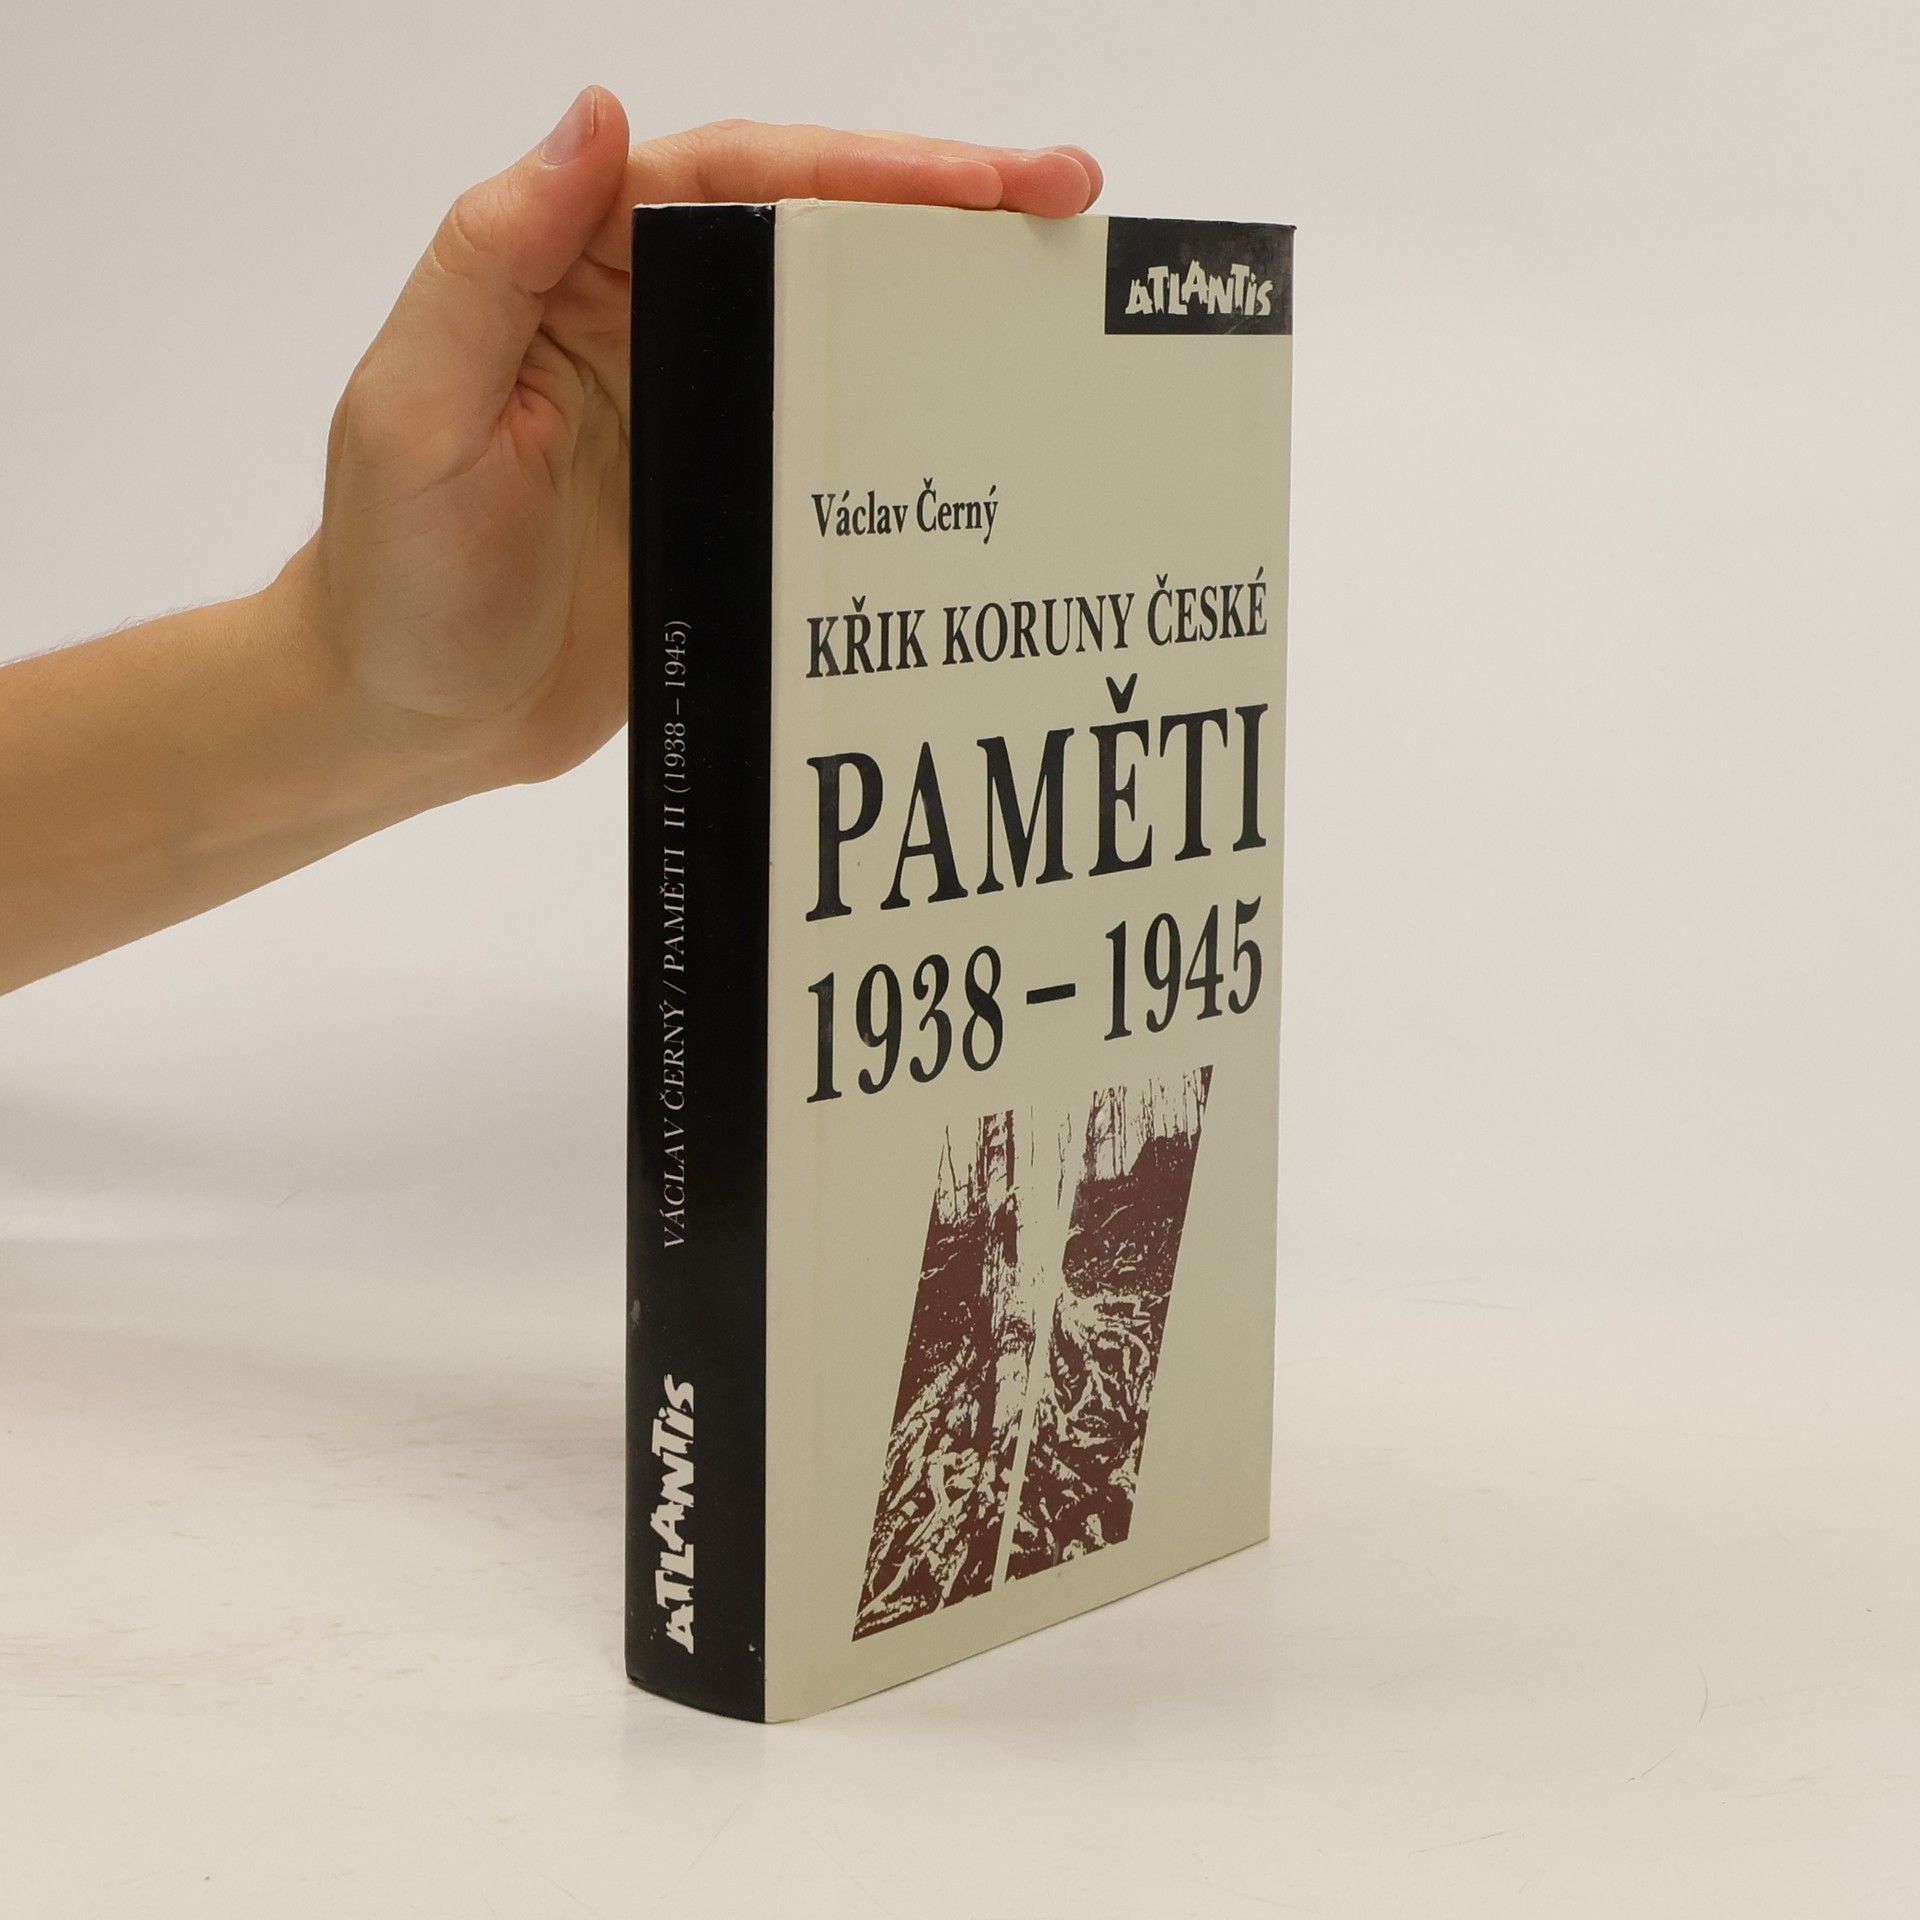 ATLANTIS
Václav Černý
KŘIK KORUNY ČESKÉ
PAMĚTI
1938 – 1945
VÁCLAV ČERNÝ / PAMĚTI II (1938 – 1945)
ATLANTIS